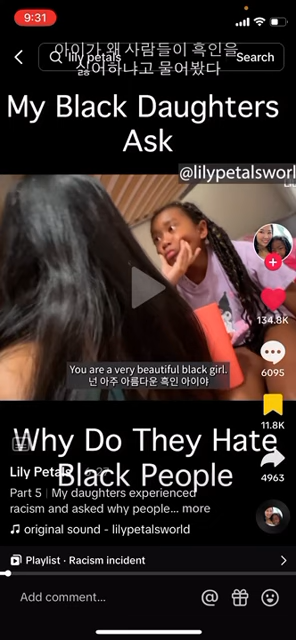 9:31
아이가 왜 사람들이 흑인을
lily petals
Search
싫어하냐고 물어봤다
My Black Daughters
Ask
@lilypetalsworl
134.8K
You are a very beautiful black girl.
넌 아주 아름다운 흑인 아이야
6095
11.8K
Why Do They Hate
Lily Petals
Black People
4963
Part 5 | My daughters experienced
racism and asked why people... more
original sound - lilypetals
Playlist · Racism incident
Add comment...